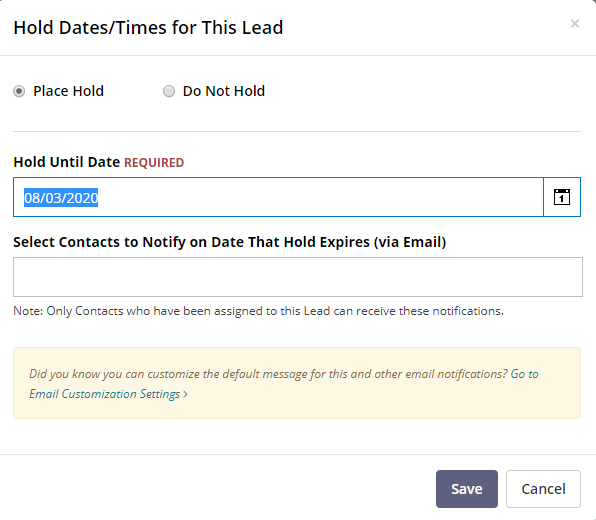 Hold Dates/Times for This Lead
×
Place Hold
Do Not Hold
Hold Until Date REQUIRED
08/03/2020
1
Select Contacts to Notify on Date That Hold Expires (via Email)
Note: Only Contacts who have been assigned to this Lead can receive these notifications.
Did you know you can customize the default message for this and other email notifications? Go to
Email Customization Settings ›
Save
Cancel